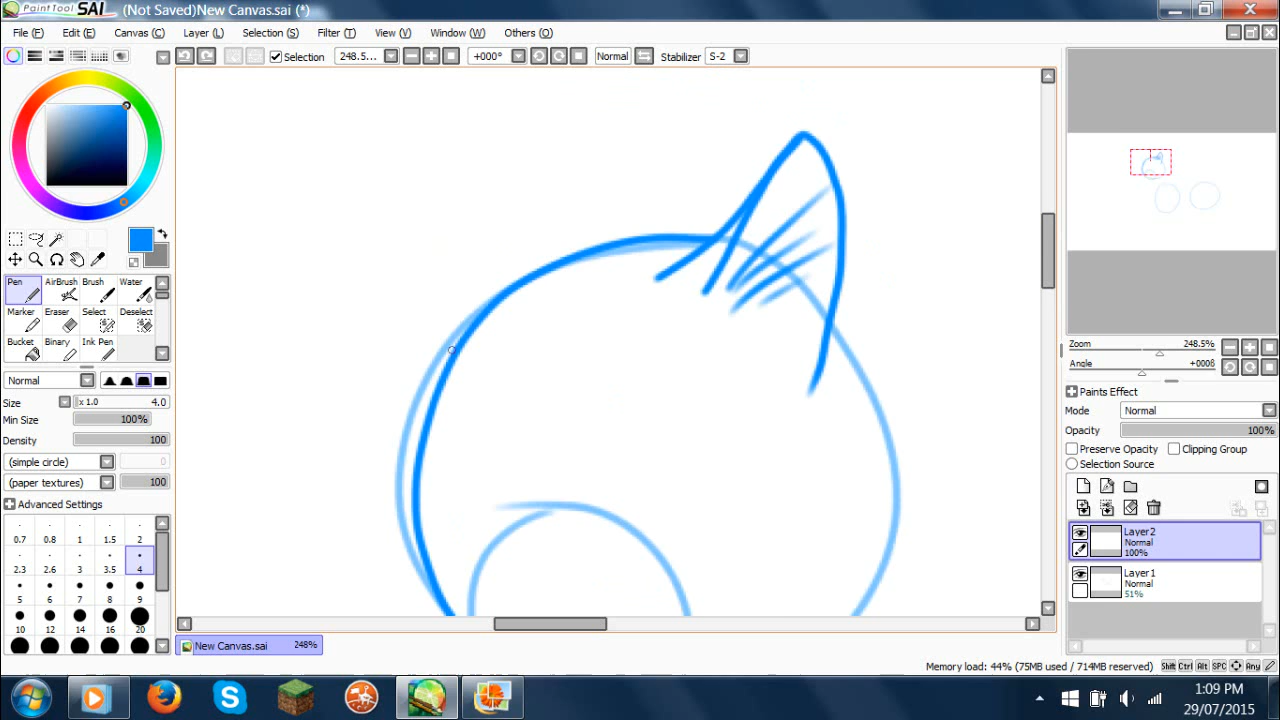 PaintTool SAI (Not Saved)New Canvas.sai (*)
File (F) Edit (E) Canvas (C) Layer (L) Selection (S) Filter (T) View (V) Window (W) Others (O)
Selection 248.5... +000° Normal Stabilizer S-2
Pen AirBrush Brush Water
Marker Eraser Select Deselect
Bucket Binary Ink Pen
Normal
Size x 1.0 4.0
Min Size 100%
Density 100
(simple circle) 0
(paper textures) 100
Advanced Settings
0.7 0.8 1 1.5 2
2.3 2.6 3 3.5 4
5 6 7 8 9
10 12 14 16 20
Zoom 248.5%
Angle +000ß
Paints Effect
Mode Normal
Opacity 100%
Preserve Opacity Clipping Group
Selection Source
Layer2
Normal
100%
Layer1
Normal
51%
New Canvas.sai 248%
Memory load: 44% (75MB used / 714MB reserved) Shift Ctrl Alt SPC Any
1:09 PM
29/07/2015